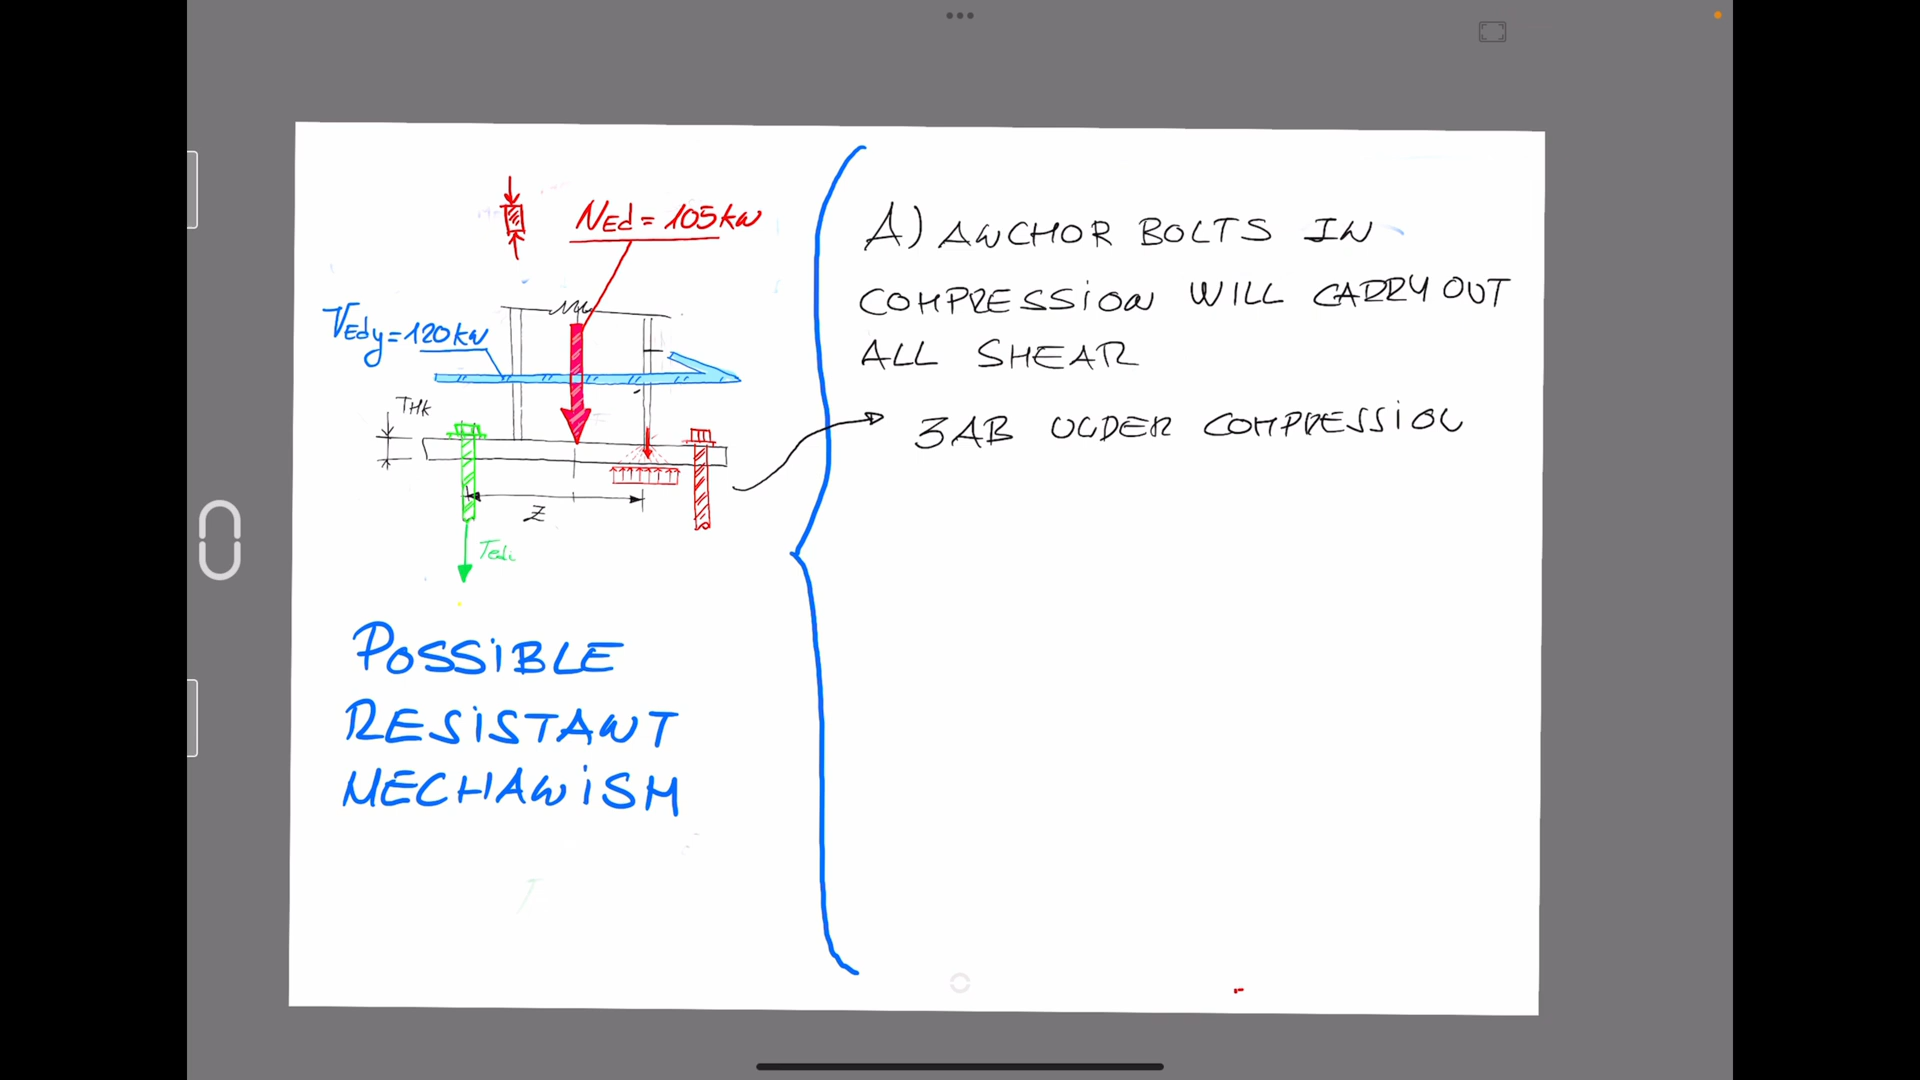 NEd = 105kN
VEdy = 120kN
THK
Z
TEdi
POSSiBLE
RESiSTANT
MECHANiSM
A) ANCHOR BOLTS IN
COMPRESSiON WILL CARRY OUT
ALL SHEAR
3AB UNDER COMPRESSiON